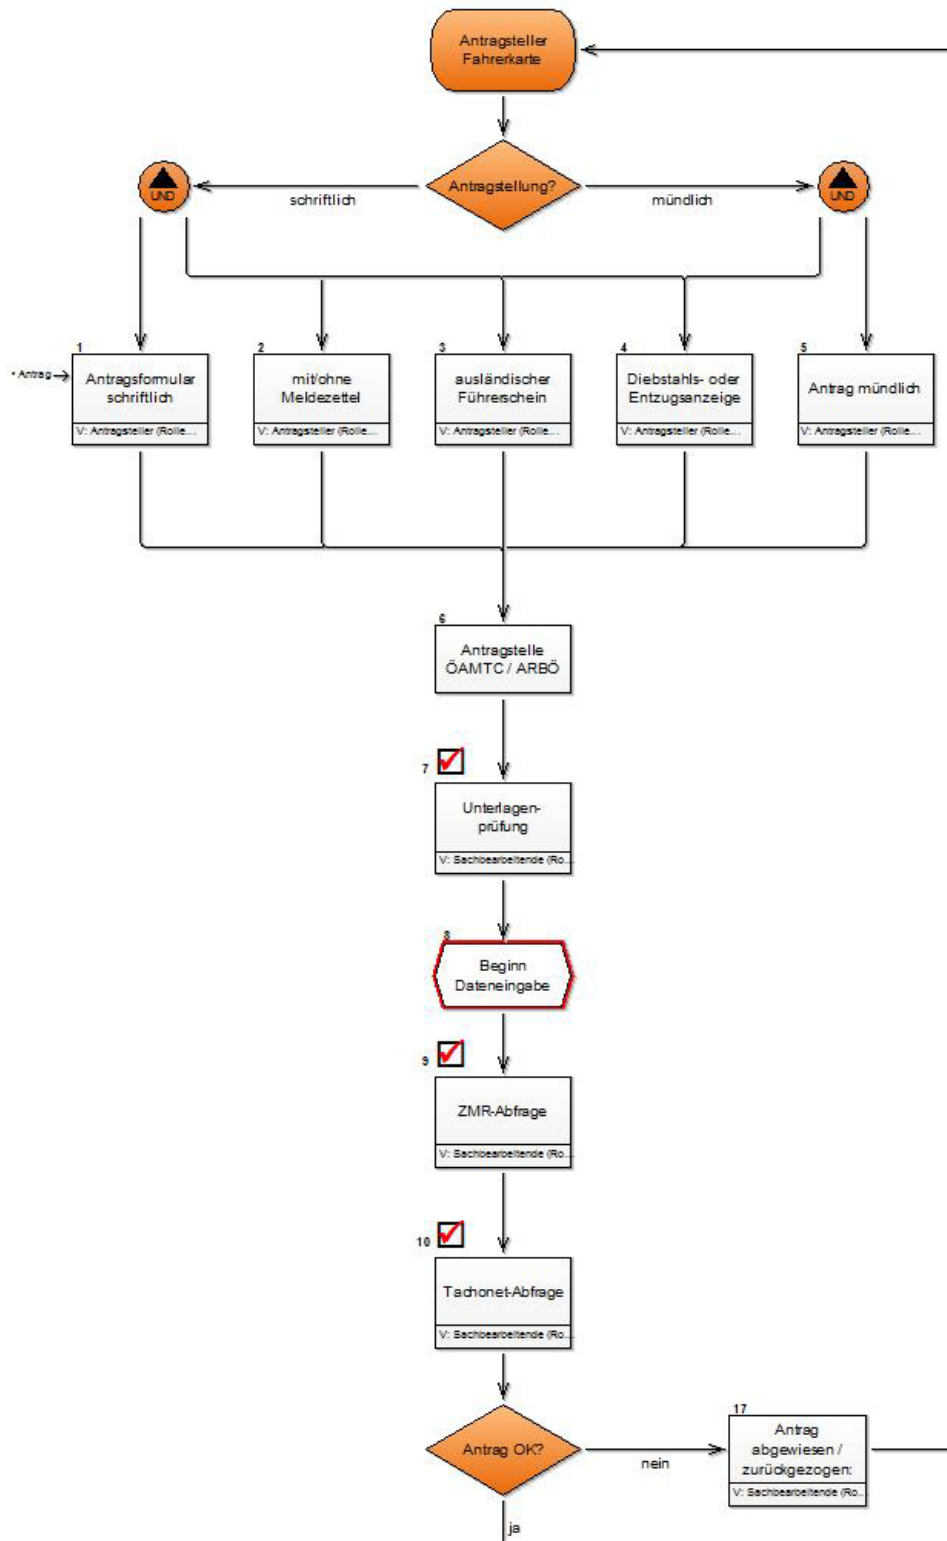 Antragsteller
Fahrerkarte
Antragstellung?
UND
schriftlich
mündlich
UND
1
2
3
4
5
* Antrag
Antragsformular
schriftlich
V: Antragsteller (Rolle...
mit/ohne
Meldezettel
V: Antragsteller (Rolle...
ausländischer
Führerschein
V: Antragsteller (Rolle...
Diebstahls- oder
Entzugsanzeige
V: Antragsteller (Rolle...
Antrag mündlich
V: Antragsteller (Rolle...
6
Antragstelle
ÖAMTC / ARBÖ
7
Unterlagen-
prüfung
V: Sachbearbeitende (Ro...
8
Beginn
Dateneingabe
9
ZMR-Abfrage
V: Sachbearbeitende (Ro...
10
Tachonet-Abfrage
V: Sachbearbeitende (Ro...
Antrag OK?
nein
17
Antrag
abgewiesen /
zurückgezogen:
V: Sachbearbeitende (Ro...
ja